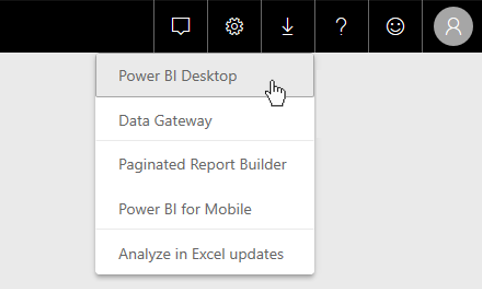 Power BI Desktop
Data Gateway
Paginated Report Builder
Power BI for Mobile
Analyze in Excel updates